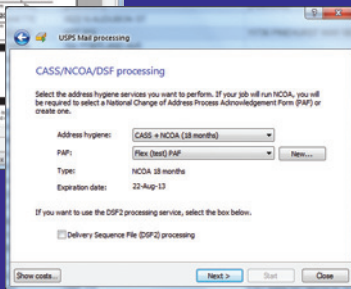 USPS Mail processing
CASS/NCOA/DSF processing
Select the address hygiene services you want to perform. If your job will run NCOA, you will
be required to select a National Change of Address Process Acknowledgement Form (PAF) or
create one.
Address hygiene: CASS + NCOA (18 months)
PAF: Flex (test) PAF New...
Type: NCOA 18 months
Expiration date: 22-Aug-13
If you want to use the DSF2 processing service, select the box below.
Delivery Sequence File (DSF2) processing
Show costs... Next > Start Close